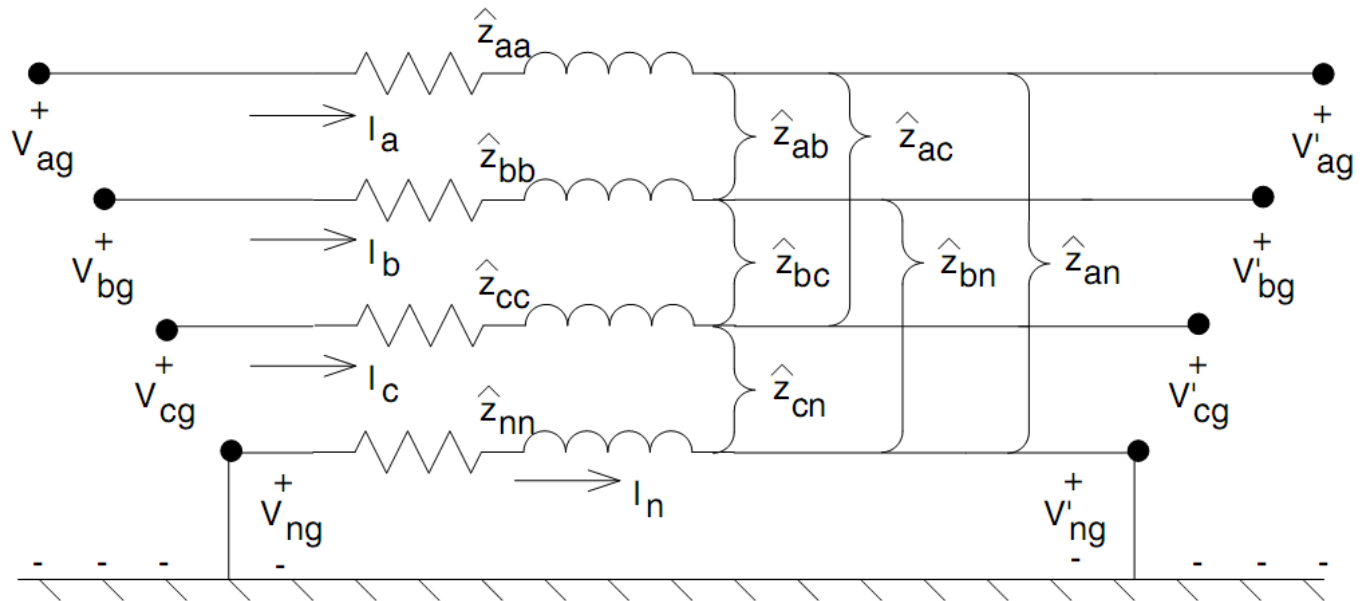 ẑaa
+ Vag
Ia
ẑab
ẑac
+ V'ag
ẑbb
+ Vbg
Ib
ẑbc
ẑbn
ẑan
+ V'bg
ẑcc
+ Vcg
Ic
ẑcn
+ V'cg
ẑnn
+ Vng
In
+ V'ng
- - - - - - - -